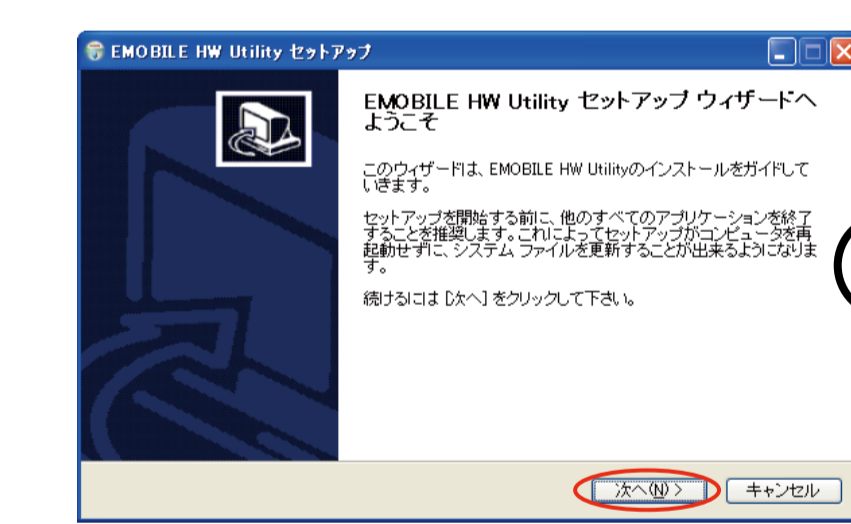 EMOBILE HW Utility セットアップ
EMOBILE HW Utility セットアップ ウィザードへ
ようこそ
このウィザードは、EMOBILE HW Utilityのインストールをガイドして
いきます。
セットアップを開始する前に、他のすべてのアプリケーションを終了
することを推奨します。これによってセットアップがコンピュータを再
起動せずに、システム ファイルを更新することが出来るようになりま
す。
続けるには [次へ] をクリックして下さい。
次へ(N) >
キャンセル